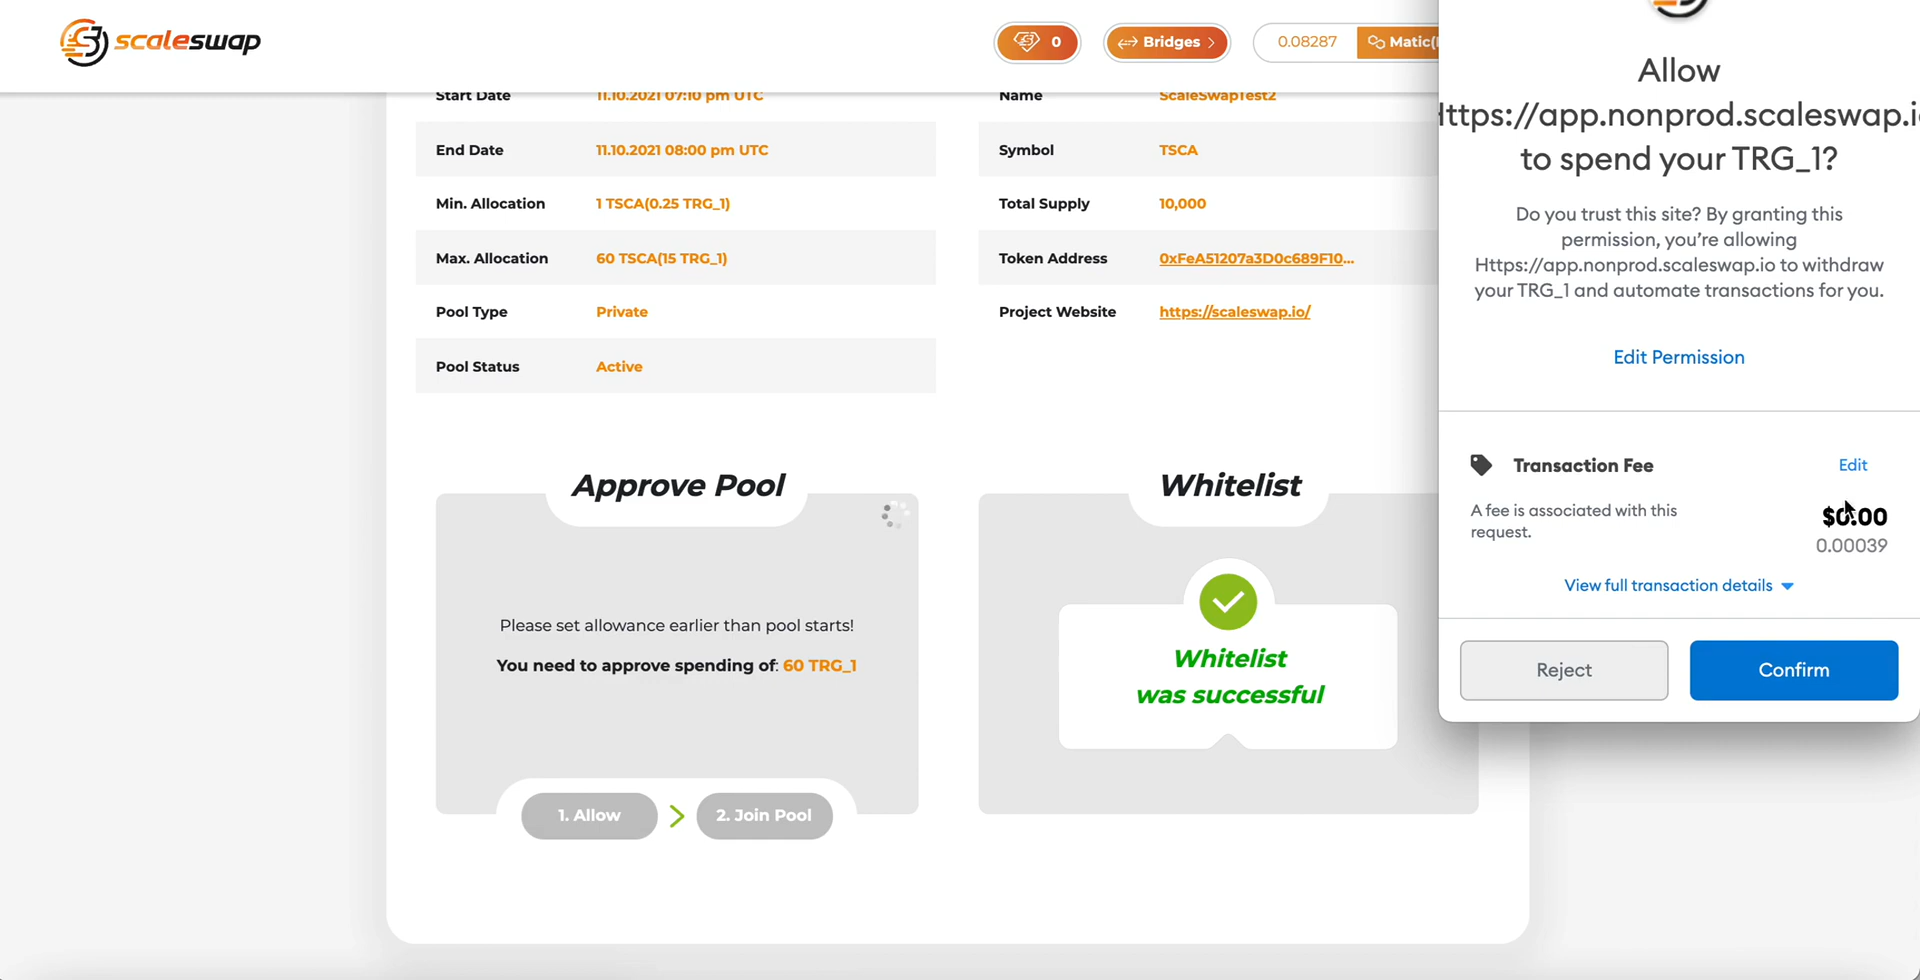 scaleswap
0
Bridges
0.08287
Matic(
Start Date 11.10.2021 07:10 pm UTC
End Date 11.10.2021 08:00 pm UTC
Min. Allocation 1 TSCA(0.25 TRG_1)
Max. Allocation 60 TSCA(15 TRG_1)
Pool Type Private
Pool Status Active
Name ScaleSwapTest2
Symbol TSCA
Total Supply 10,000
Token Address 0xFeA51207a3D0c689F10...
Project Website https://scaleswap.io/
Approve Pool
Please set allowance earlier than pool starts!
You need to approve spending of: 60 TRG_1
1. Allow
2. Join Pool
Whitelist
Whitelist
was successful
Allow
Https://app.nonprod.scaleswap.i
to spend your TRG_1?
Do you trust this site? By granting this
permission, you’re allowing
Https://app.nonprod.scaleswap.io to withdraw
your TRG_1 and automate transactions for you.
Edit Permission
Transaction Fee Edit
A fee is associated with this
request.
$0.00
0.00039
View full transaction details
Reject
Confirm